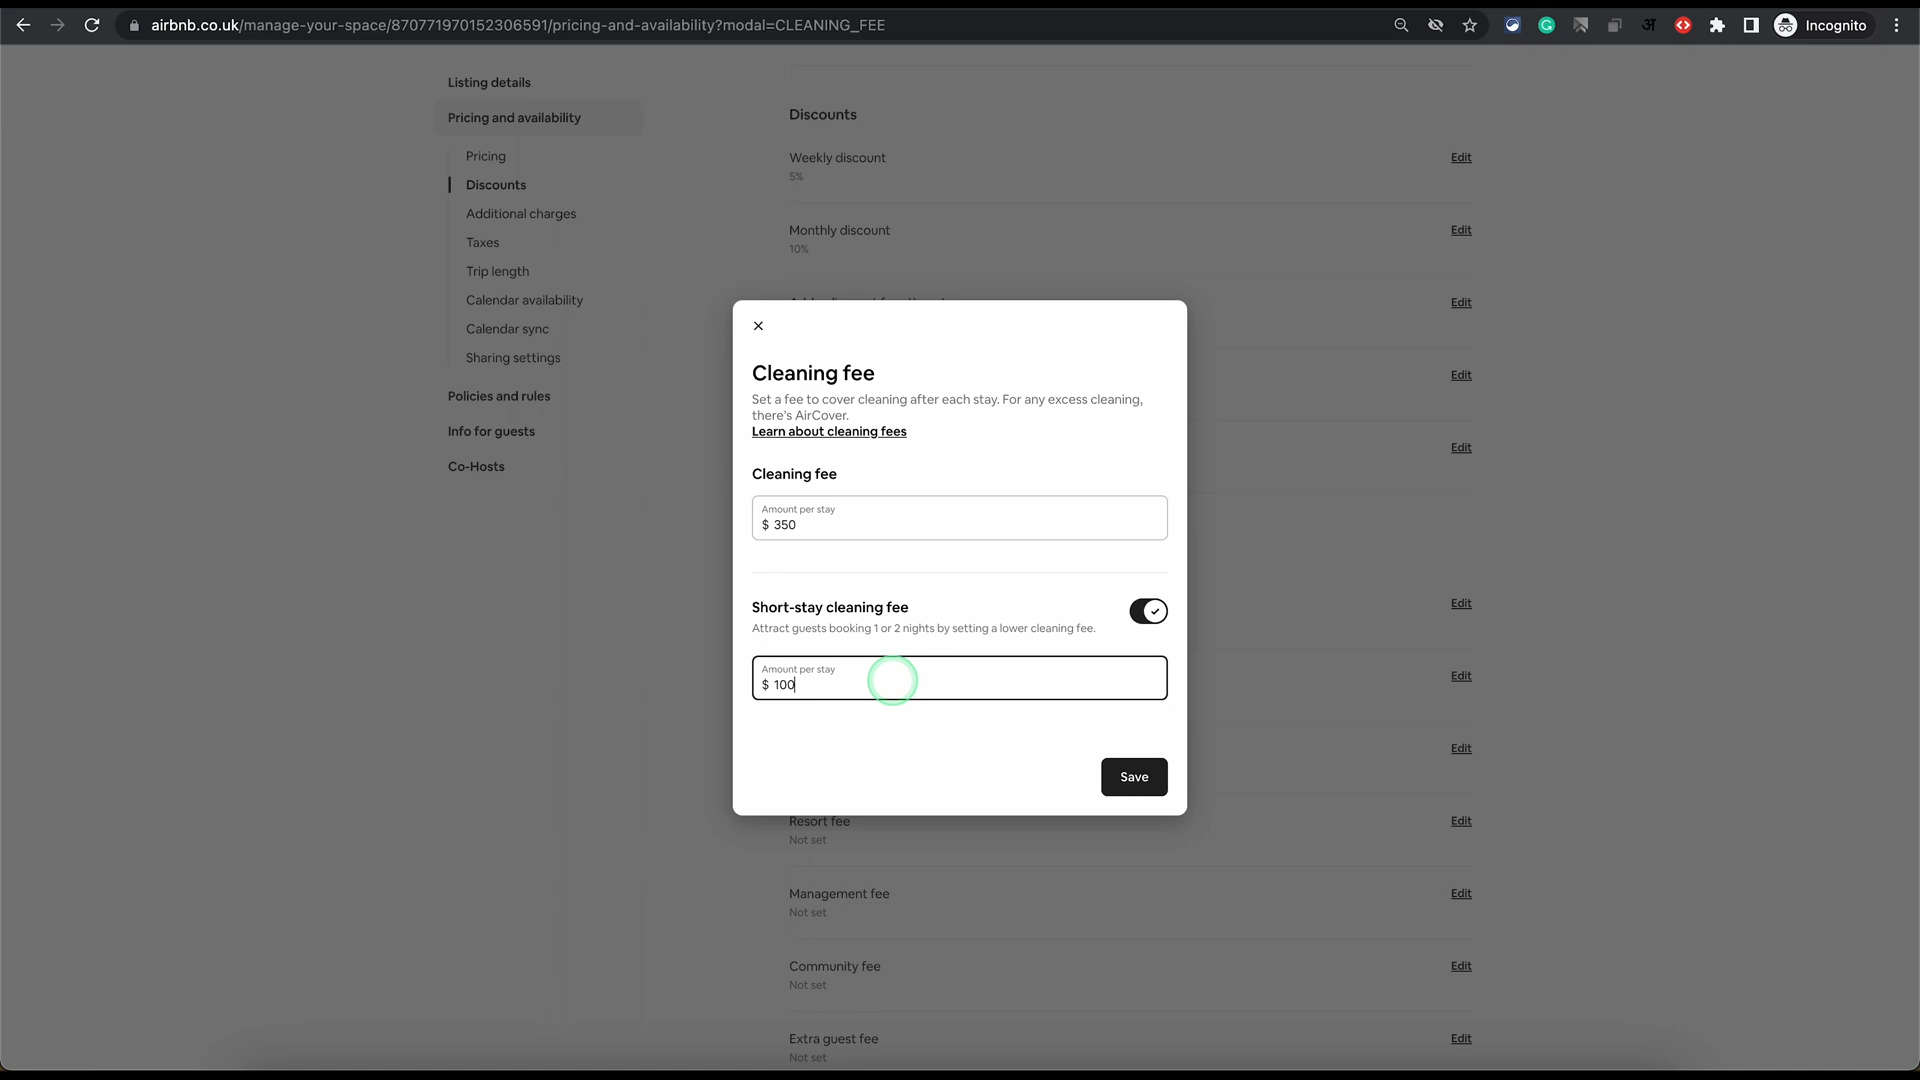 airbnb.co.uk/manage-your-space/870771970152306591/pricing-and-availability?modal=CLEANING_FEE
अ
Incognito
Listing details
Pricing and availability
Pricing
Discounts
Additional charges
Taxes
Trip length
Calendar availability
Calendar sync
Sharing settings
Policies and rules
Info for guests
Co-Hosts
Discounts
Weekly discount
Edit
5%
Monthly discount
Edit
10%
Edit
Edit
Edit
Cleaning fee
Set a fee to cover cleaning after each stay. For any excess cleaning,
there's AirCover.
Learn about cleaning fees
Cleaning fee
Amount per stay
$ 350
Short-stay cleaning fee
Attract guests booking 1 or 2 nights by setting a lower cleaning fee.
Amount per stay
$ 100
Save
Edit
Edit
Edit
Resort fee
Edit
Not set
Management fee
Edit
Not set
Community fee
Edit
Not set
Extra guest fee
Edit
Not set